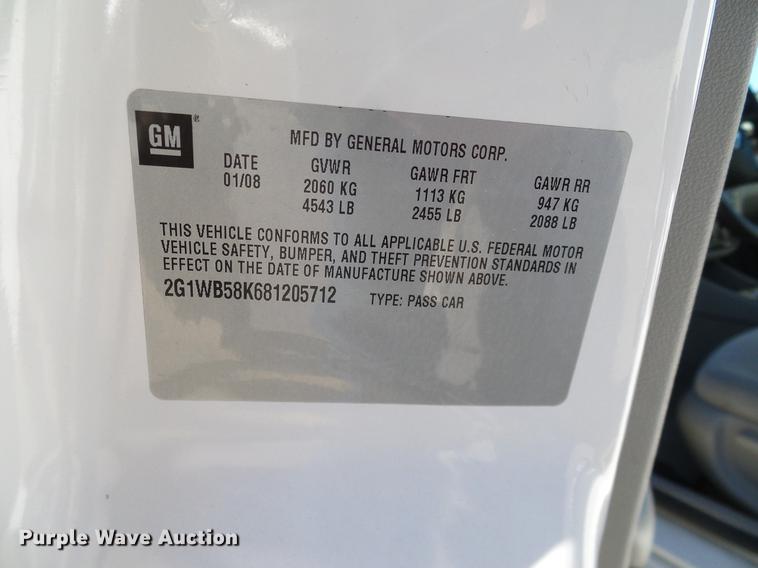 GM
MFD BY GENERAL MOTORS CORP.
DATE GVWR GAWR FRT GAWR RR
01/08 2060 KG 1113 KG 947 KG
4543 LB 2455 LB 2088 LB
THIS VEHICLE CONFORMS TO ALL APPLICABLE U.S. FEDERAL MOTOR
VEHICLE SAFETY, BUMPER, AND THEFT PREVENTION STANDARDS IN
EFFECT ON THE DATE OF MANUFACTURE SHOWN ABOVE.
2G1WB58K681205712 TYPE: PASS CAR
Purple Wave Auction